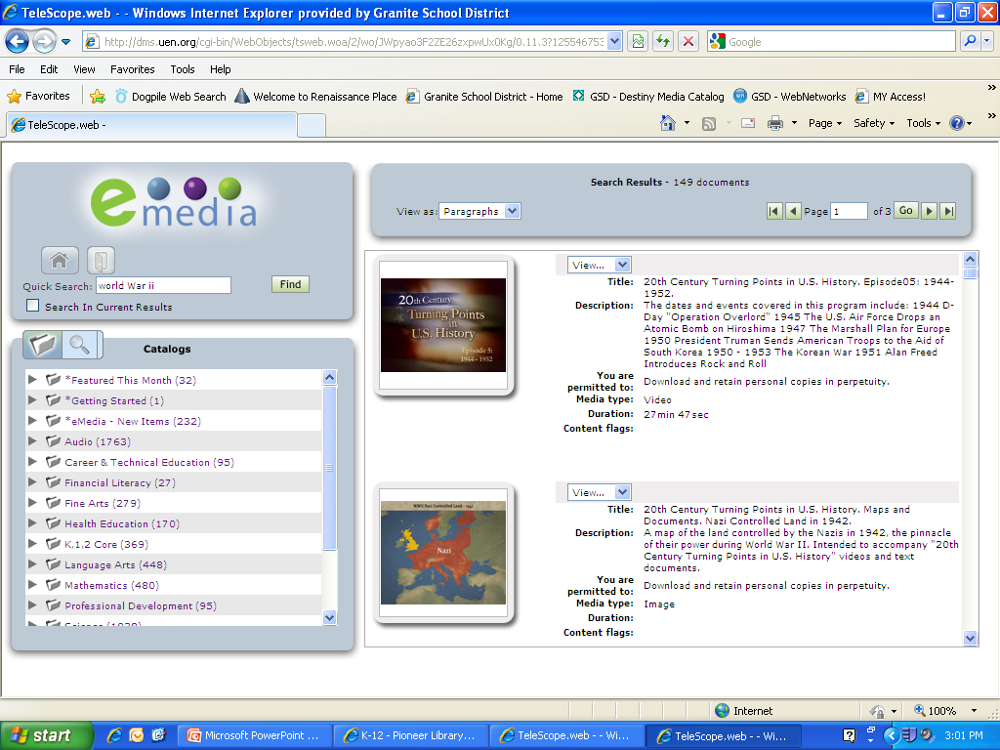 TeleScope.web - - Windows Internet Explorer provided by Granite School District
http://dms.uen.org/cgi-bin/WebObjects/tsweb.woa/2/wo/JWpyao3F2ZE26zxpwUx0Kg/0.11.3?125546753
Google
File Edit View Favorites Tools Help
Favorites Dogpile Web Search Welcome to Renaissance Place Granite School District - Home GSD - Destiny Media Catalog GSD - WebNetworks MY Access!
TeleScope.web -
Page Safety Tools
emedia
Quick Search: world War ii Find
Search In Current Results
Catalogs
*Featured This Month (32)
*Getting Started (1)
*eMedia - New Items (232)
Audio (1763)
Career & Technical Education (95)
Financial Literacy (27)
Fine Arts (279)
Health Education (170)
K,1,2 Core (369)
Language Arts (448)
Mathematics (480)
Professional Development (95)
Search Results - 149 documents
View as: Paragraphs
Page 1 of 3 Go
20th Century
Turning Points
in
U.S. History
Episode 5:
1944 - 1952
View...
Title: 20th Century Turning Points in U.S. History. Episode05: 1944-
1952.
Description: The dates and events covered in this program include: 1944 D-
Day "Operation Overlord" 1945 The U.S. Air Force Drops an
Atomic Bomb on Hiroshima 1947 The Marshall Plan for Europe
1950 President Truman Sends American Troops to the Aid of
South Korea 1950 - 1953 The Korean War 1951 Alan Freed
Introduces Rock and Roll
You are
permitted to: Download and retain personal copies in perpetuity.
Media type: Video
Duration: 27min 47sec
Content flags:
WWII Nazi Controlled Land - 1942
Nazi
View...
Title: 20th Century Turning Points in U.S. History. Maps and
Documents. Nazi Controlled Land in 1942.
Description: A map of the land controlled by the Nazis in 1942, the pinnacle
of their power during World War II. Intended to accompany "20th
Century Turning Points in U.S. History" videos and text
documents.
You are
permitted to: Download and retain personal copies in perpetuity.
Media type: Image
Duration:
Content flags:
Internet 100%
start Microsoft PowerPoint ... K-12 - Pioneer Library... TeleScope.web - - Wi... TeleScope.web - - Wi... 3:01 PM